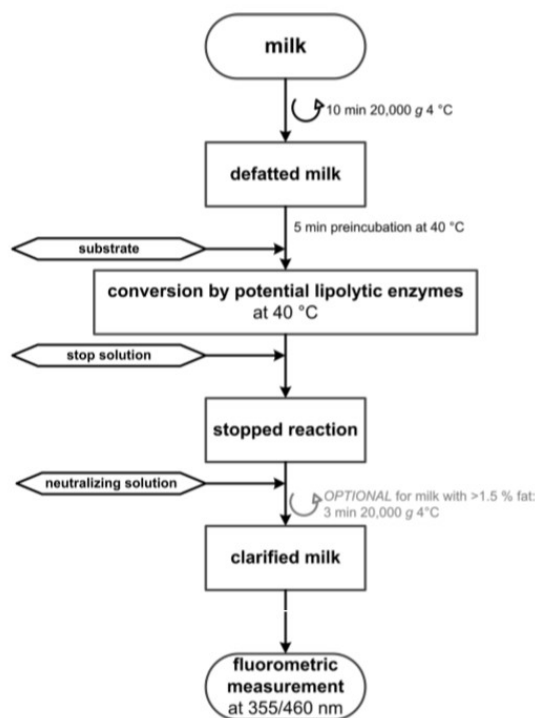 milk
10 min 20,000 g 4 °C
defatted milk
5 min preincubation at 40 °C
substrate
conversion by potential lipolytic enzymes
at 40 °C
stop solution
stopped reaction
neutralizing solution
OPTIONAL for milk with >1.5 % fat:
3 min 20,000 g 4°C
clarified milk
fluorometric
measurement
at 355/460 nm